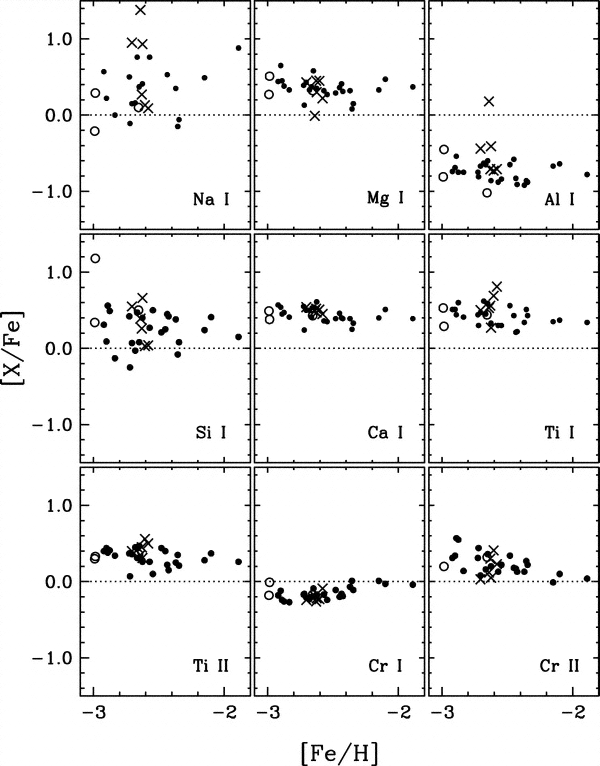 1.0
0.0
−1.0
Na I
Mg I
Al I
[X/Fe]
1.0
0.0
−1.0
Si I
Ca I
Ti I
1.0
0.0
−1.0
Ti II
Cr I
Cr II
−3 −2 −3 −2 −3 −2
[Fe/H]